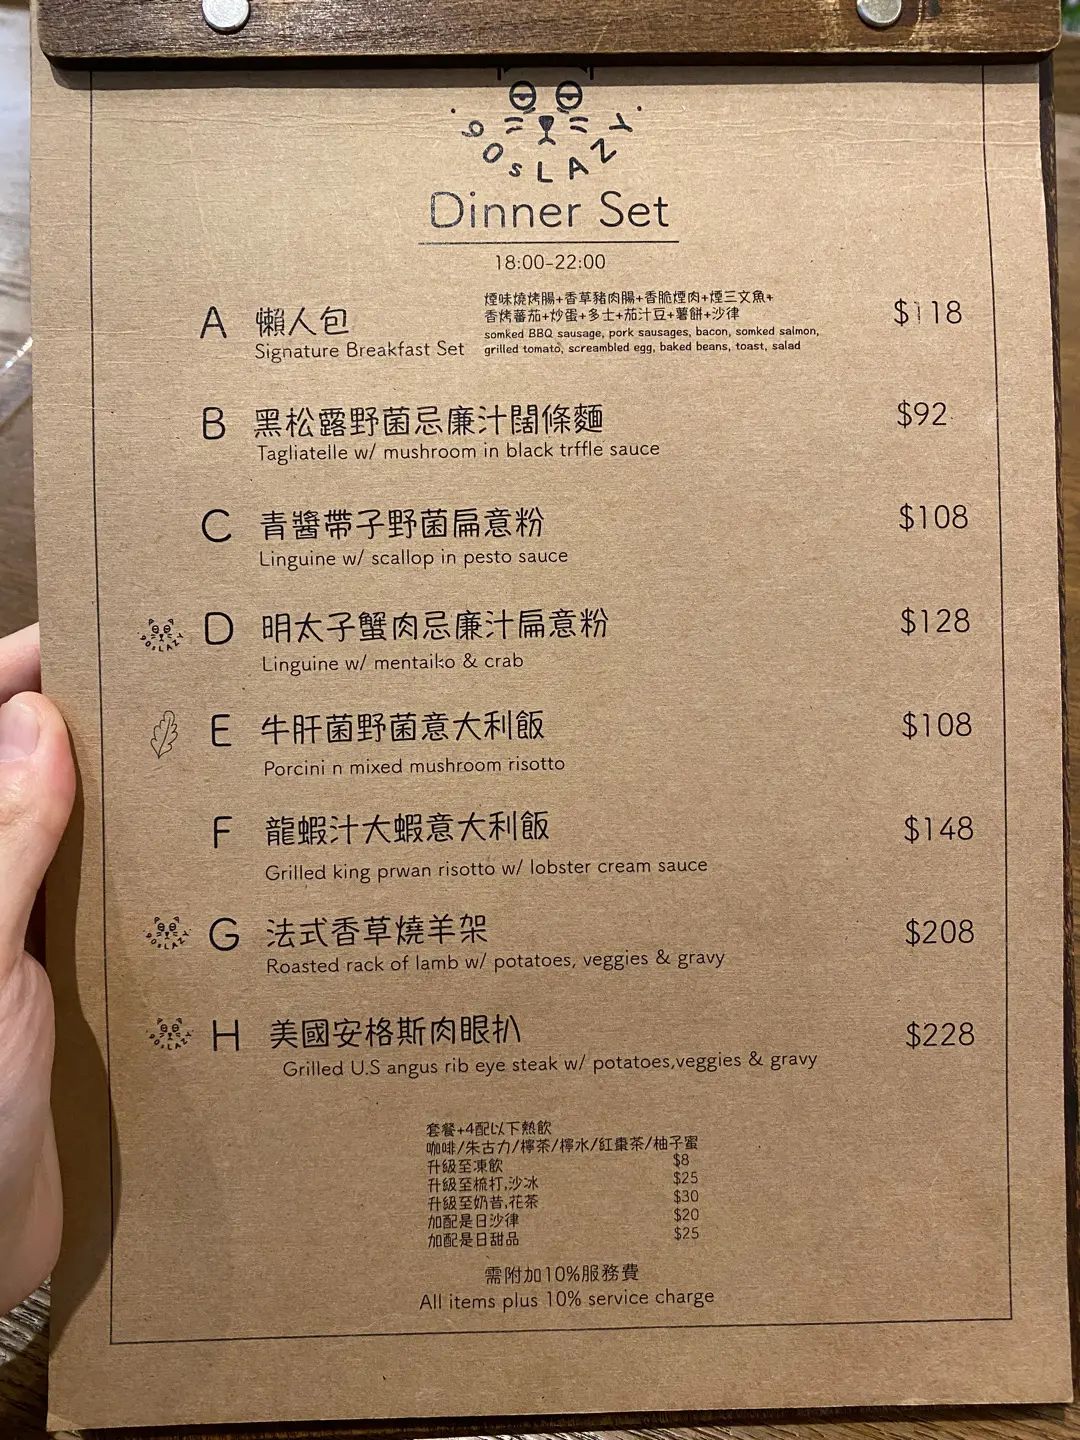 90sLAZY
Dinner Set
18:00-22:00
A 懶人包 $118
Signature Breakfast Set
煙味燒烤腸+香草豬肉腸+香脆煙肉+煙三文魚+
香烤蕃茄+炒蛋+多士+茄汁豆+薯餅+沙律
somked BBQ sausage, pork sausages, bacon, somked salmon,
grilled tomato, screambled egg, baked beans, toast, salad
B 黑松露野菌忌廉汁闊條麵 $92
Tagliatelle w/ mushroom in black trffle sauce
C 青醬帶子野菌扁意粉 $108
Linguine w/ scallop in pesto sauce
90sLAZY
D 明太子蟹肉忌廉汁扁意粉 $128
Linguine w/ mentaiko & crab
E 牛肝菌野菌意大利飯 $108
Porcini n mixed mushroom risotto
F 龍蝦汁大蝦意大利飯 $148
Grilled king prwan risotto w/ lobster cream sauce
90sLAZY
G 法式香草燒羊架 $208
Roasted rack of lamb w/ potatoes, veggies & gravy
90sLAZY
H 美國安格斯肉眼扒 $228
Grilled U.S angus rib eye steak w/ potatoes,veggies & gravy
套餐+4配以下熱飲
咖啡/朱古力/檸茶/檸水/紅棗茶/柚子蜜
升級至凍飲 $8
升級至梳打,沙冰 $25
升級至奶昔,花茶 $30
加配是日沙律 $20
加配是日甜品 $25
需附加10%服務費
All items plus 10% service charge